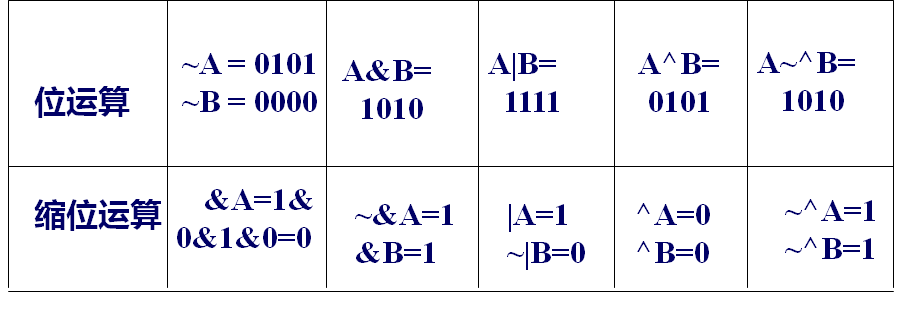 位运算
~A = 0101
~B = 0000
A&B=
1010
A|B=
1111
A^B=
0101
A~^B=
1010
缩位运算
&A=1&
0&1&0=0
~&A=1
&B=1
|A=1
~|B=0
^A=0
^B=0
~^A=1
~^B=1